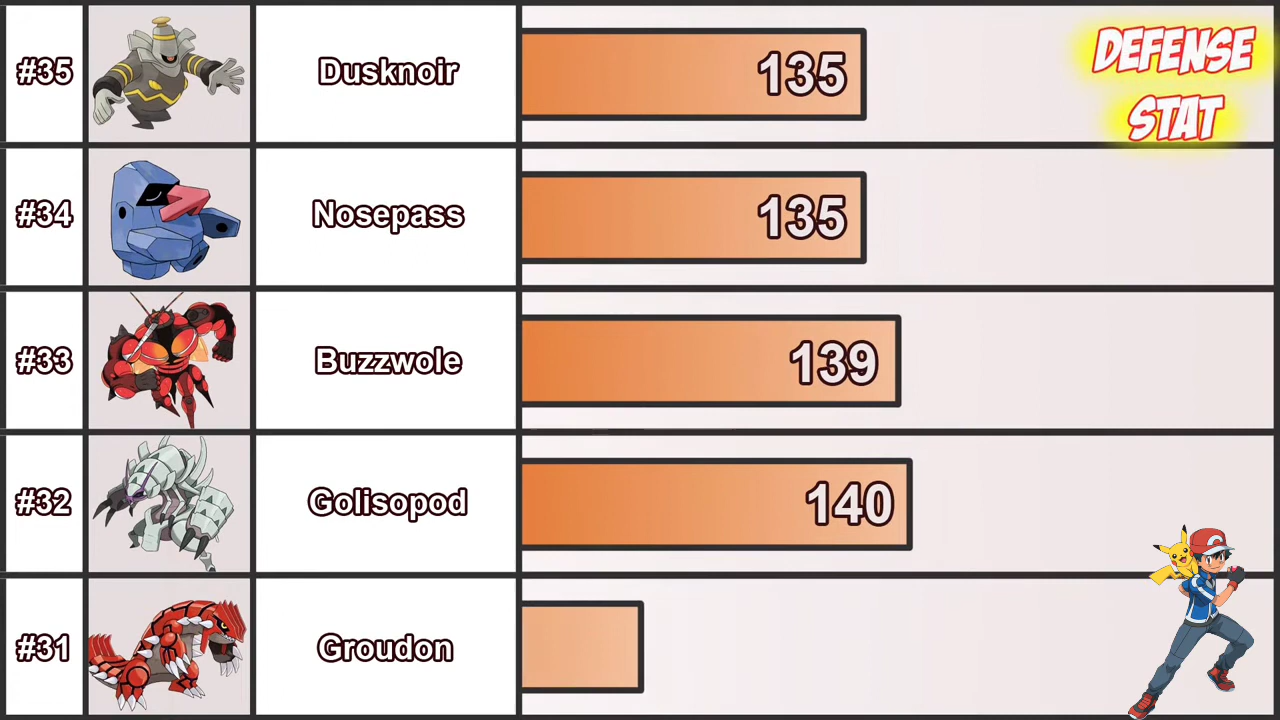 #35 Dusknoir 135
DEFENSE
STAT
#34 Nosepass 135
#33 Buzzwole 139
#32 Golisopod 140
#31 Groudon